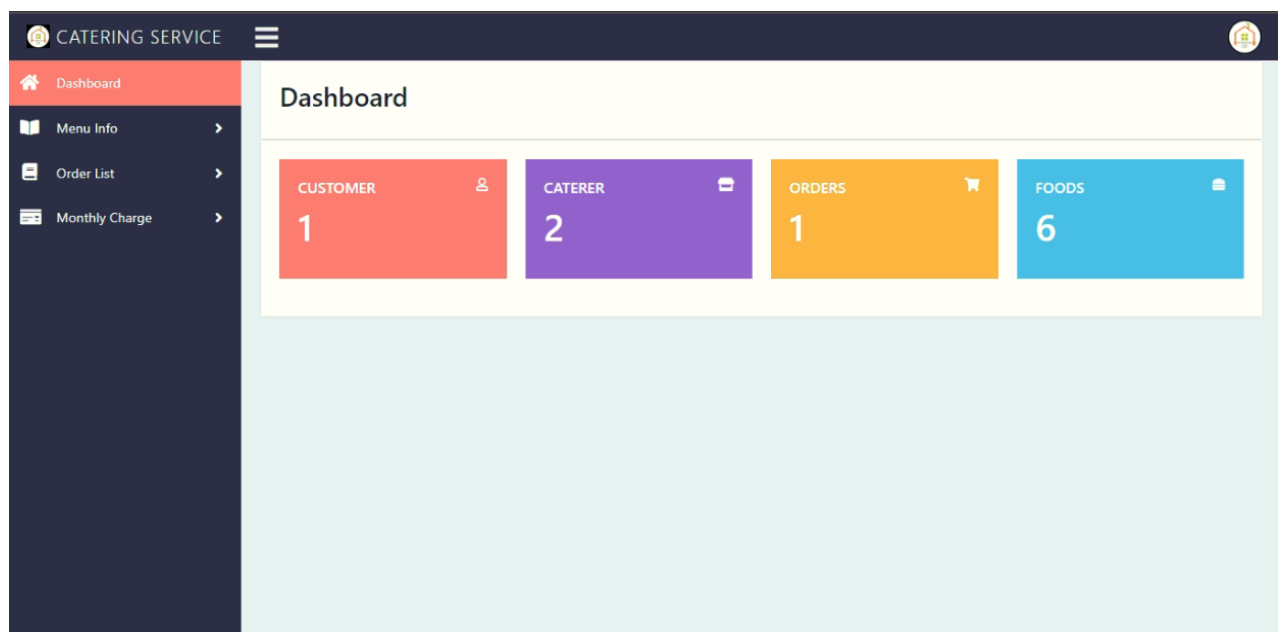 CATERING SERVICE
Dashboard
Menu Info
Order List
Monthly Charge
Dashboard
CUSTOMER
1
CATERER
2
ORDERS
1
FOODS
6